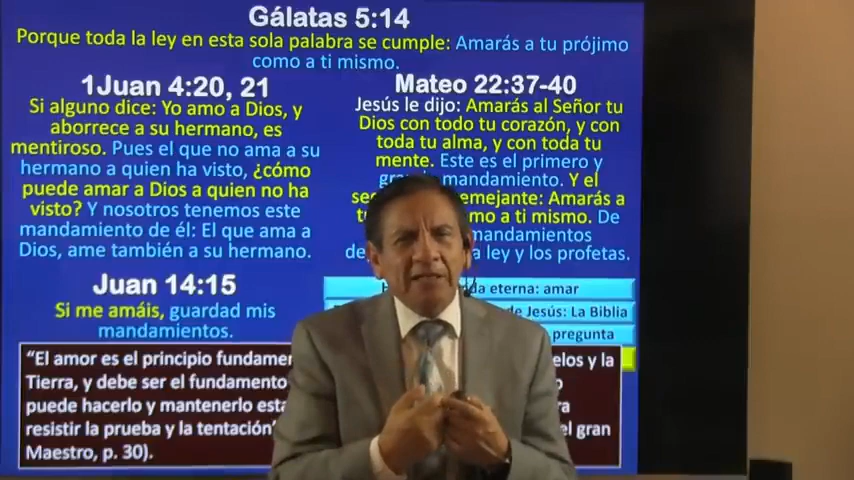 Gálatas 5:14
Porque toda la ley en esta sola palabra se cumple: Amarás a tu prójimo
como a ti mismo.
1Juan 4:20, 21
Si alguno dice: Yo amo a Dios, y
aborrece a su hermano, es
mentiroso. Pues el que no ama a su
hermano a quien ha visto, ¿cómo
puede amar a Dios a quien no ha
visto? Y nosotros tenemos este
mandamiento de él: El que ama a
Dios, ame también a su hermano.
Mateo 22:37-40
Jesús le dijo: Amarás al Señor tu
Dios con todo tu corazón, y con
toda tu alma, y con toda tu
mente. Este es el primero y
mandamiento. Y el
semejante: Amarás a
como a ti mismo. De
mandamientos
la ley y los profetas.
Juan 14:15
Si me amáis, guardad mis
mandamientos.
eterna: amar
de Jesús: La Biblia
pregunta
“El amor es el principio
y la
Tierra, y debe ser el fundamento
puede hacerlo y mantenerlo
resistir la prueba y la tentación”
el gran
Maestro, p. 30).